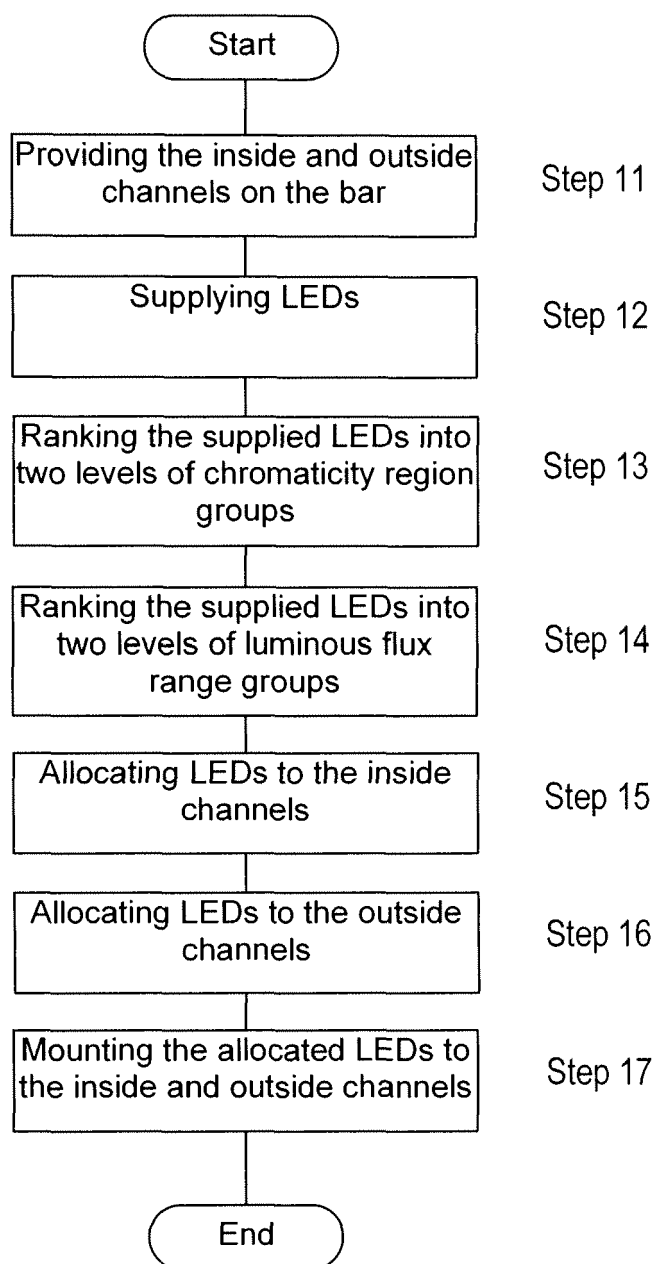 Start
Providing the inside and outside
channels on the bar
Step 11
Supplying LEDs
Step 12
Ranking the supplied LEDs into
two levels of chromaticity region
groups
Step 13
Ranking the supplied LEDs into
two levels of luminous flux
range groups
Step 14
Allocating LEDs to the inside
channels
Step 15
Allocating LEDs to the outside
channels
Step 16
Mounting the allocated LEDs to
the inside and outside channels
Step 17
End